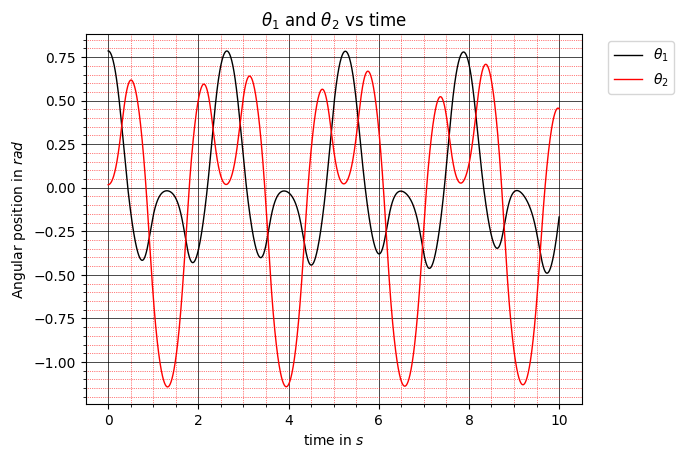 θ₁ and θ₂ vs time
θ₁
θ₂
0.75
0.50
0.25
0.00
−0.25
−0.50
−0.75
−1.00
Angular position in rad
0 2 4 6 8 10
time in s